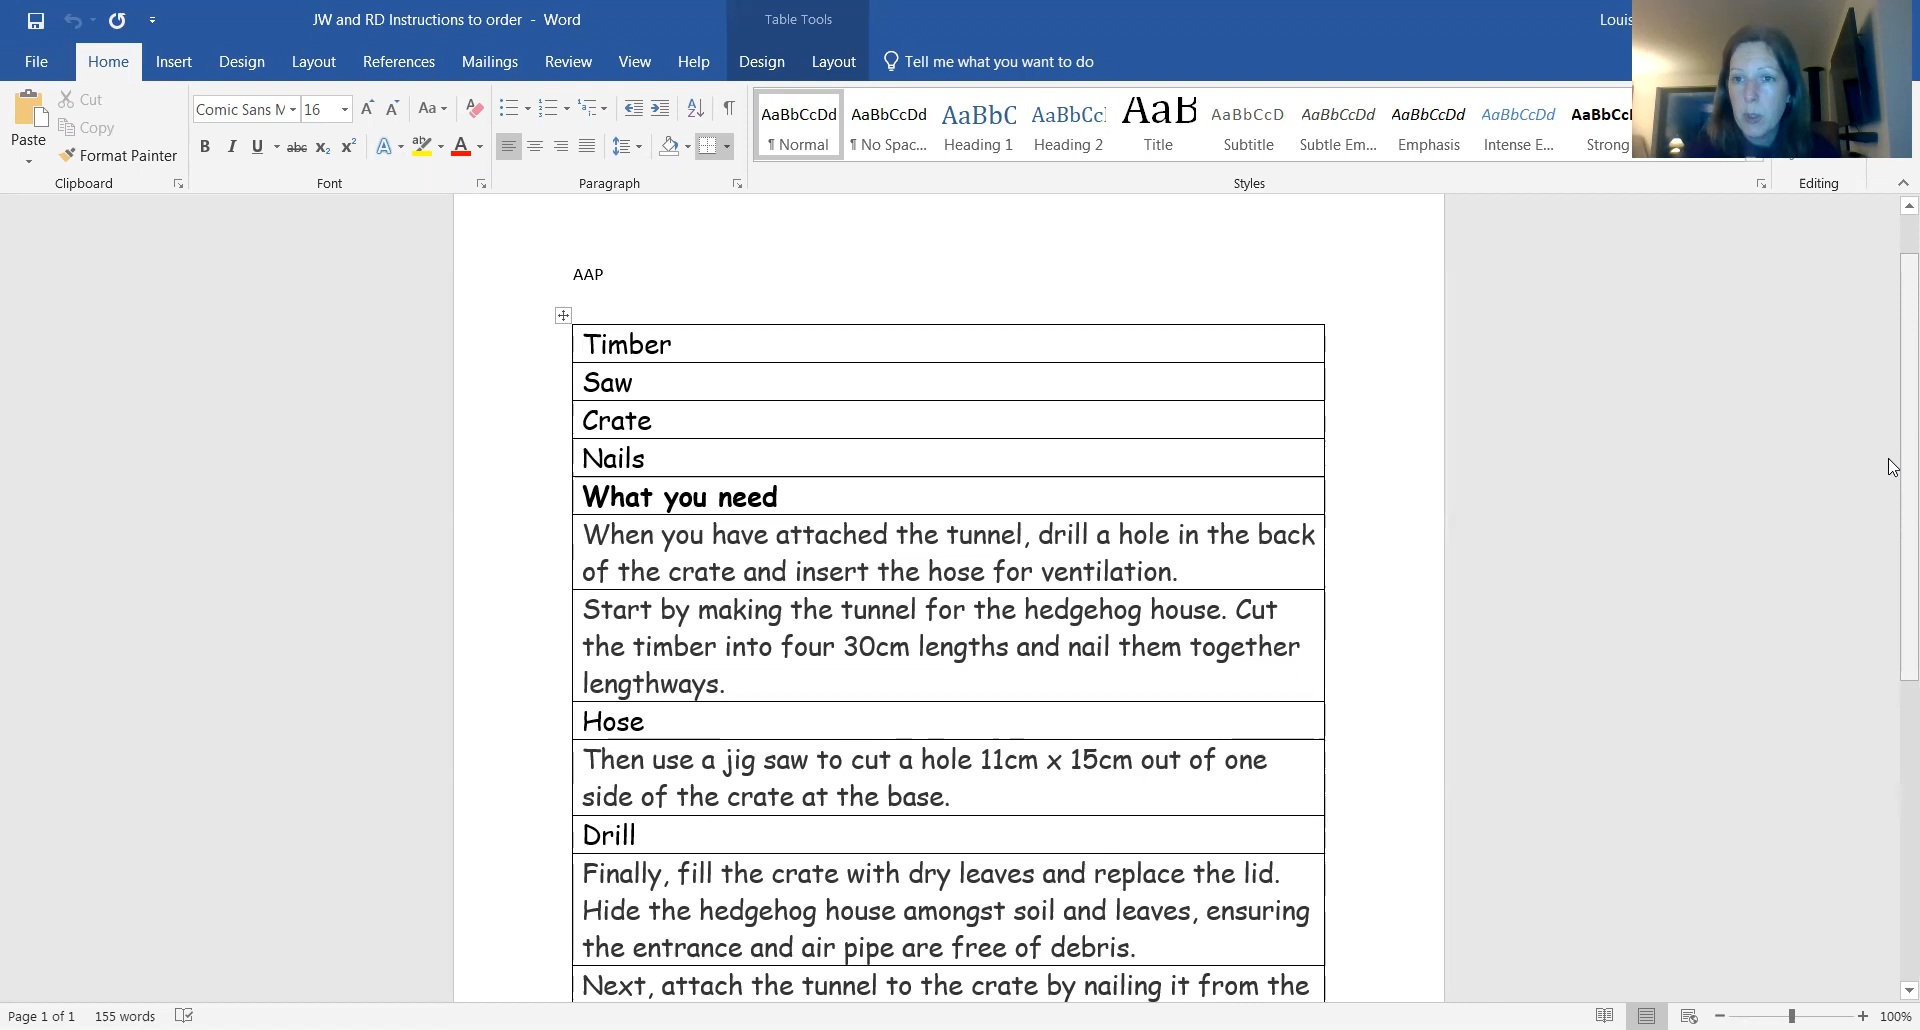 JW and RD Instructions to order - Word
Table Tools
Louis
File Home Insert Design Layout References Mailings Review View Help Design Layout Tell me what you want to do
Paste
Cut
Copy
Format Painter
Clipboard
Comic Sans M 16 Aa
B I U abc x₂ x² A A
Font
Paragraph
AaBbCcDd AaBbCcDd AaBbC AaBbCc AaB AaBbCcD AaBbCcDd AaBbCcDd AaBbCcDd AaBbCc
¶ Normal ¶ No Spac... Heading 1 Heading 2 Title Subtitle Subtle Em... Emphasis Intense E... Strong
Styles
Editing
AAP
Timber
Saw
Crate
Nails
What you need
When you have attached the tunnel, drill a hole in the back
of the crate and insert the hose for ventilation.
Start by making the tunnel for the hedgehog house. Cut
the timber into four 30cm lengths and nail them together
lengthways.
Hose
Then use a jig saw to cut a hole 11cm x 15cm out of one
side of the crate at the base.
Drill
Finally, fill the crate with dry leaves and replace the lid.
Hide the hedgehog house amongst soil and leaves, ensuring
the entrance and air pipe are free of debris.
Next, attach the tunnel to the crate by nailing it from the
Page 1 of 1 155 words 100%